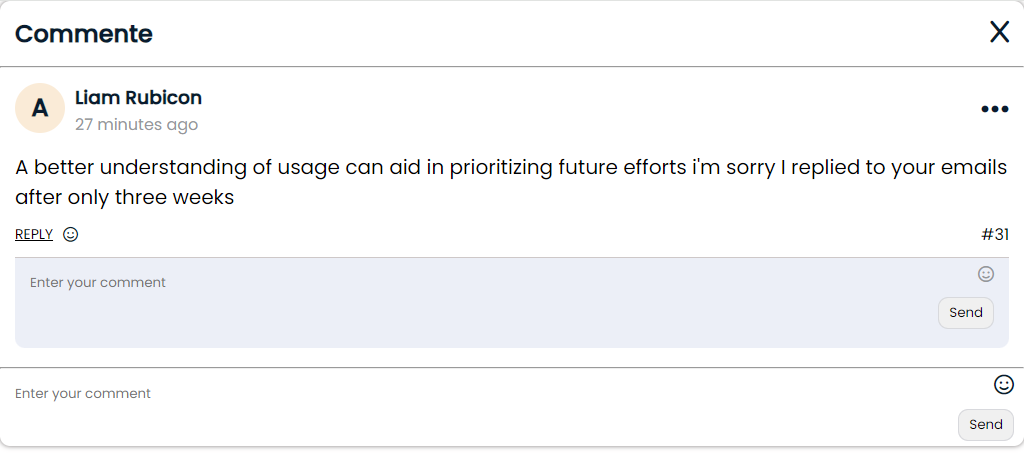 Commente
A
Liam Rubicon
27 minutes ago
A better understanding of usage can aid in prioritizing future efforts i'm sorry I replied to your emails
after only three weeks
REPLY
#31
Enter your comment
Send
Enter your comment
Send